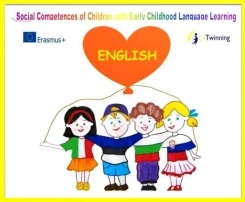 Social Competences of Children with Early Childhood Language Learning
Erasmus+
Twinning
ENGLISH